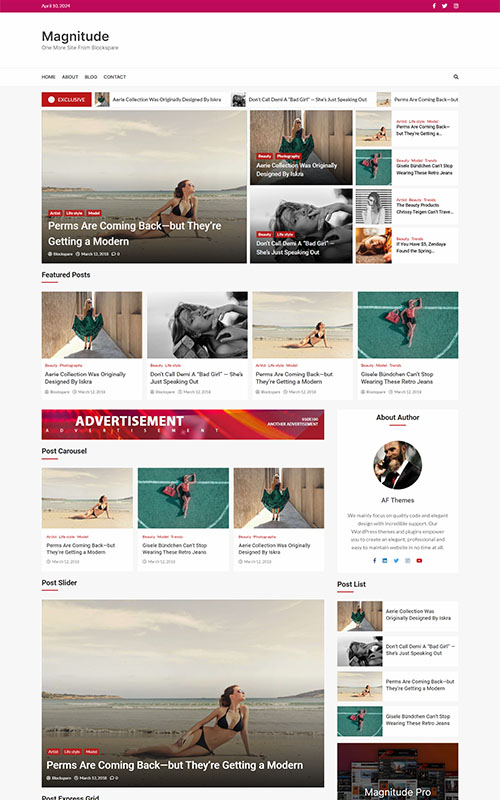 April 10, 2024
Magnitude
One More Site From Blockspare
HOME ABOUT BLOG CONTACT
EXCLUSIVE
Aerie Collection Was Originally Designed By Iskra
Don't Call Demi A "Bad Girl" — She's Just Speaking Out
Perms Are Coming Back—but
Artist Life style Model
Perms Are Coming Back—but They're
Getting a Modern
Blockspare March 12, 2018 0
Beauty Photography
Aerie Collection Was Originally
Designed By Iskra
Beauty Life style
Don't Call Demi A "Bad Girl" —
She's Just Speaking Out
Artist Life style Model
Perms Are Coming Back—
but They're Getting a…
Beauty Model Trends
Gisele Bündchen Can't Stop
Wearing These Retro Jeans
Artist Beauty Trends
The Beauty Products
Chrissy Teigen Can't Trave…
Beauty Trends
If You Have $5, Zendaya
Found the Spring…
Featured Posts
Beauty Photography
Aerie Collection Was Originally
Designed By Iskra
Blockspare March 12, 2018
Beauty Life style
Don't Call Demi A "Bad Girl" — She's
Just Speaking Out
Blockspare March 12, 2018
Artist Life style Model
Perms Are Coming Back—but
They're Getting a Modern
Blockspare March 12, 2018
Beauty Model Trends
Gisele Bündchen Can't Stop
Wearing These Retro Jeans
Blockspare March 12, 2018
ADVERTISEMENT
ADVERTISEMENT
ANOTHER ADVERTISEMENT
Post Carousel
Artist Life style Model
Perms Are Coming Back—but
They're Getting a Modern
March 12, 2018
Beauty Model Trends
Gisele Bündchen Can't Stop
Wearing These Retro Jeans
March 12, 2018
Beauty Photography
Aerie Collection Was Originally
Designed By Iskra
March 12, 2018
About Author
AF Themes
We mainly focus on quality code and elegant
design with incredible support. Our
WordPress themes and plugins empower
you to create an elegant, professional and
easy to maintain website in no time at all.
Post Slider
Artist Life style Model
Perms Are Coming Back—but They're Getting a Modern
Blockspare March 12, 2018 0
Post List
Aerie Collection Was
Originally Designed By Iskra
Don't Call Demi A "Bad Girl" —
She's Just Speaking Out
Perms Are Coming Back—but
They're Getting a Modern
Gisele Bündchen Can't Stop
Wearing These Retro Jeans
Magnitude Pro
Post Express Grid